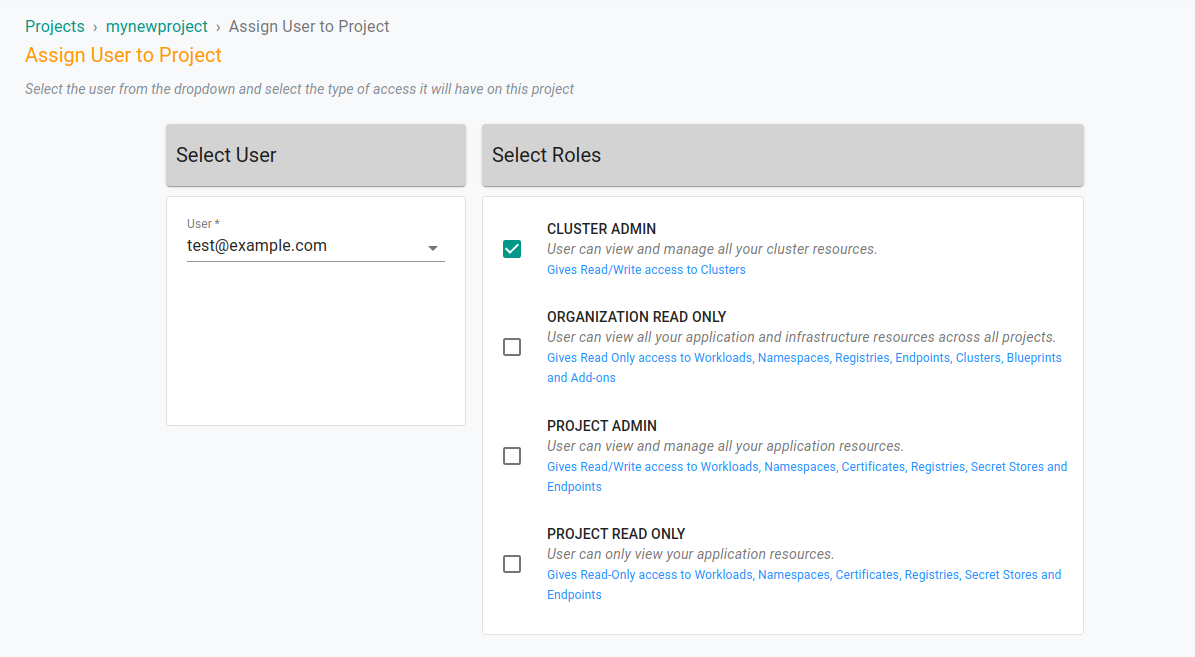 Projects › mynewproject › Assign User to Project
Assign User to Project
Select the user from the dropdown and select the type of access it will have on this project
Select User
User *
test@example.com
Select Roles
CLUSTER ADMIN
User can view and manage all your cluster resources.
Gives Read/Write access to Clusters
ORGANIZATION READ ONLY
User can view all your application and infrastructure resources across all projects.
Gives Read Only access to Workloads, Namespaces, Registries, Endpoints, Clusters, Blueprints
and Add-ons
PROJECT ADMIN
User can view and manage all your application resources.
Gives Read/Write access to Workloads, Namespaces, Certificates, Registries, Secret Stores and
Endpoints
PROJECT READ ONLY
User can only view your application resources.
Gives Read-Only access to Workloads, Namespaces, Certificates, Registries, Secret Stores and
Endpoints